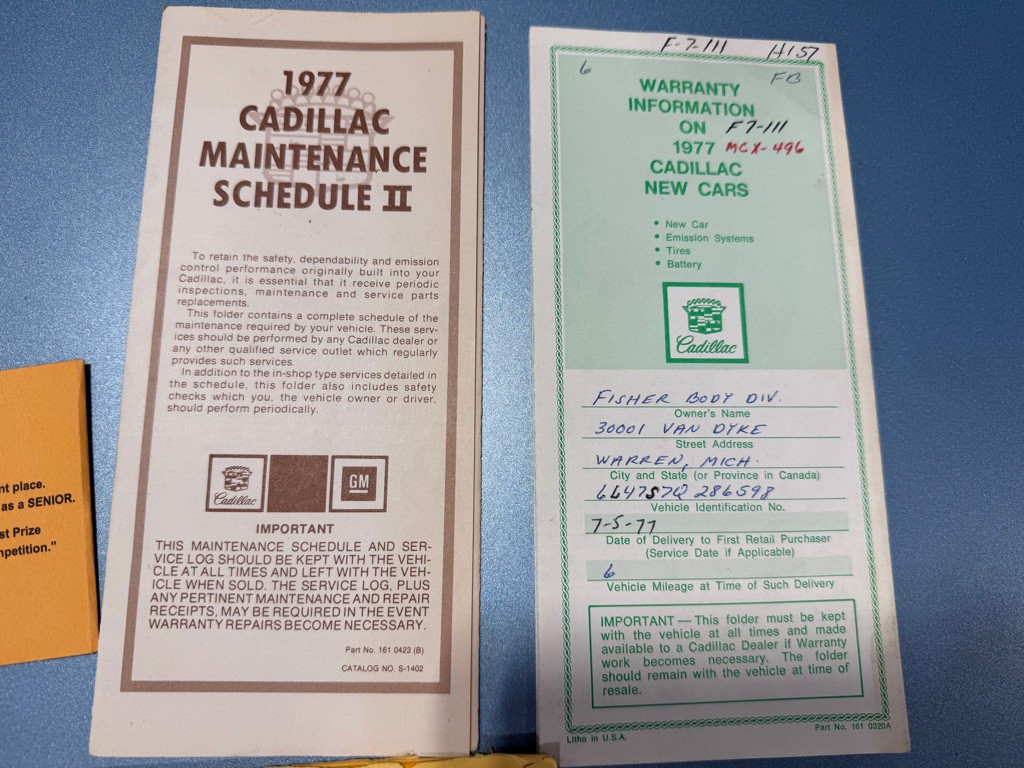 nt place.
as a SENIOR.
st Prize
npetition."
1977
CADILLAC
MAINTENANCE
SCHEDULE II
To retain the safety, dependability and emission
control performance originally built into your
Cadillac, it is essential that it receive periodic
inspections, maintenance and service parts
replacements.
This folder contains a complete schedule of the
maintenance required by your vehicle. These serv-
ices should be performed by any Cadillac dealer or
any other qualified service outlet which regularly
provides such services.
In addition to the in-shop type services detailed in
the schedule, this folder also includes safety
checks which you, the vehicle owner or driver,
should perform periodically.
Cadillac
GM
IMPORTANT
THIS MAINTENANCE SCHEDULE AND SER-
VICE LOG SHOULD BE KEPT WITH THE VEHI-
CLE AT ALL TIMES AND LEFT WITH THE VEH-
ICLE WHEN SOLD. THE SERVICE LOG, PLUS
ANY PERTINENT MAINTENANCE AND REPAIR
RECEIPTS, MAY BE REQUIRED IN THE EVENT
WARRANTY REPAIRS BECOME NECESSARY.
Part No. 161 0423 (B)
CATALOG NO. S-1402
F-7-111 H157
6 FB
WARRANTY
INFORMATION
ON F7-111
1977 MCX-496
CADILLAC
NEW CARS
• New Car
• Emission Systems
• Tires
• Battery
Cadillac
FISHER BODY DIV.
Owner's Name
30001 VAN DYKE
Street Address
WARREN, MICH.
City and State (or Province in Canada)
6L47S7Q 286598
Vehicle Identification No.
7-5-77
Date of Delivery to First Retail Purchaser
(Service Date if Applicable)
6
Vehicle Mileage at Time of Such Delivery
IMPORTANT — This folder must be kept
with the vehicle at all times and made
available to a Cadillac Dealer if Warranty
work becomes necessary. The folder
should remain with the vehicle at time of
resale.
Litho in U.S.A.
Part No. 161 0320A